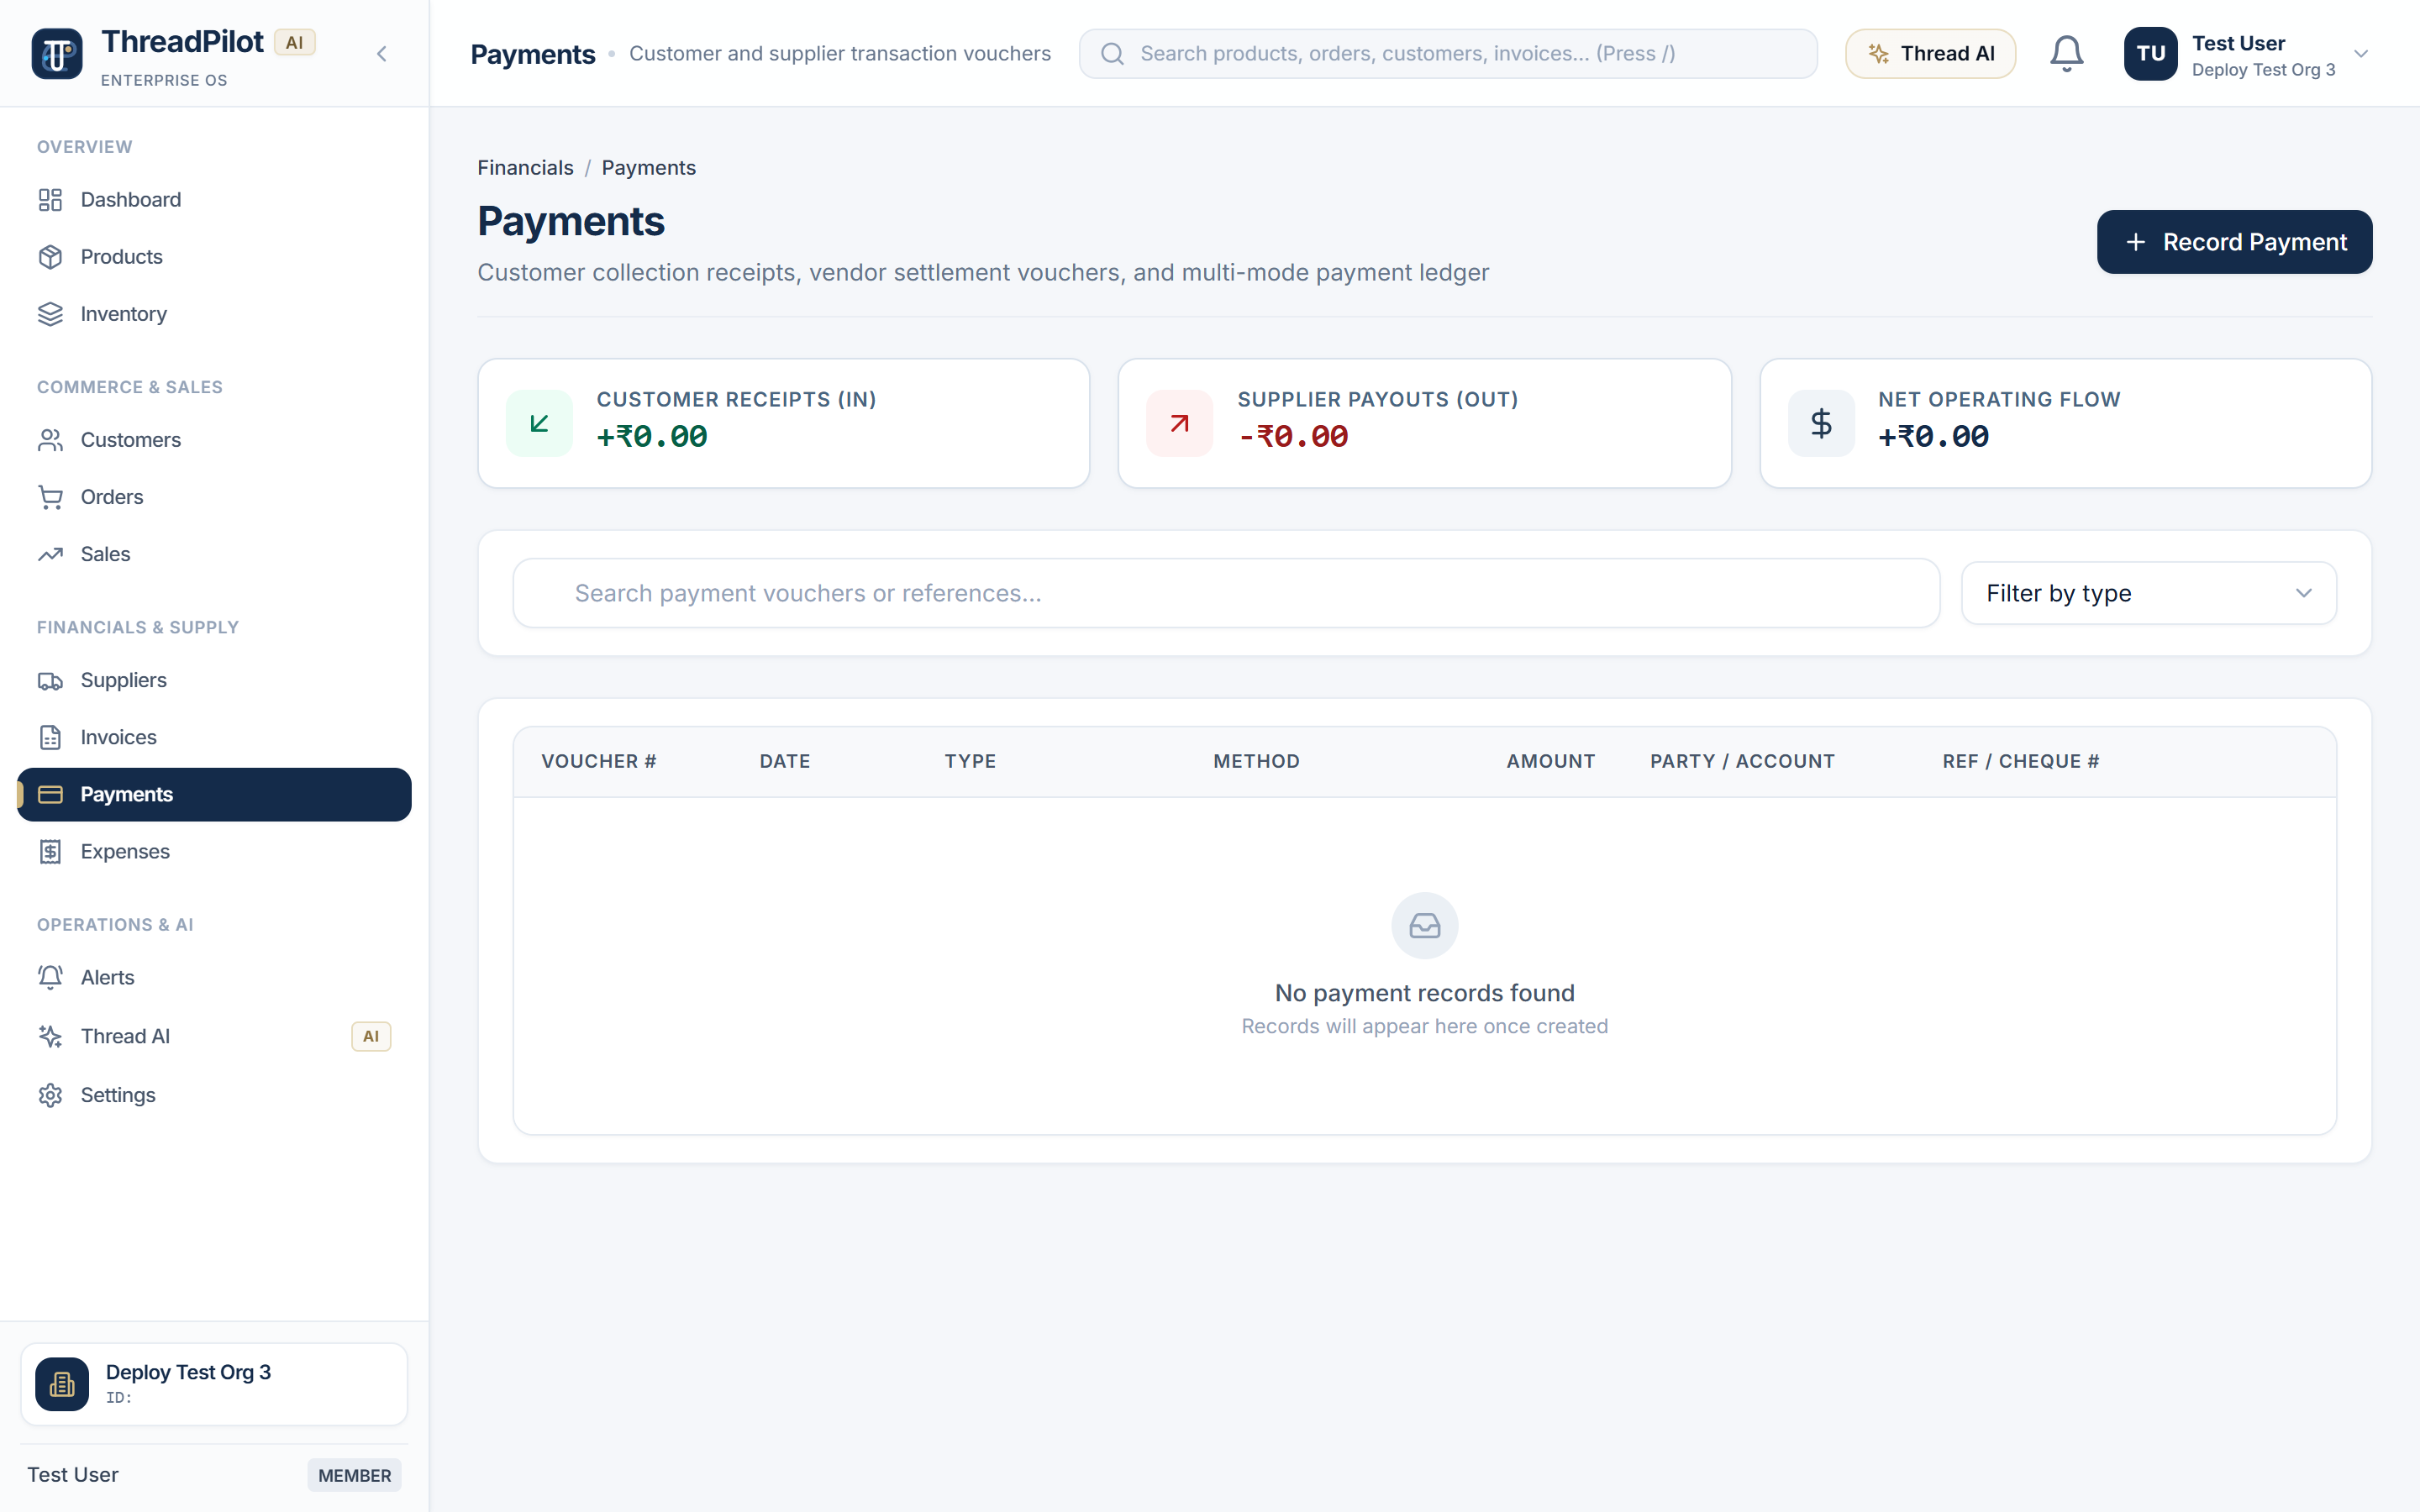 ThreadPilot AI
ENTERPRISE OS
Payments • Customer and supplier transaction vouchers
Search products, orders, customers, invoices... (Press /)
Thread AI
TU
Test User
Deploy Test Org 3
OVERVIEW
Dashboard
Products
Inventory
COMMERCE & SALES
Customers
Orders
Sales
FINANCIALS & SUPPLY
Suppliers
Invoices
Payments
Expenses
OPERATIONS & AI
Alerts
Thread AI AI
Settings
Deploy Test Org 3
ID:
Test User MEMBER
Financials / Payments
Payments
Customer collection receipts, vendor settlement vouchers, and multi-mode payment ledger
+ Record Payment
CUSTOMER RECEIPTS (IN)
+₹0.00
SUPPLIER PAYOUTS (OUT)
-₹0.00
$
NET OPERATING FLOW
+₹0.00
Search payment vouchers or references...
Filter by type
VOUCHER # DATE TYPE METHOD AMOUNT PARTY / ACCOUNT REF / CHEQUE #
No payment records found
Records will appear here once created